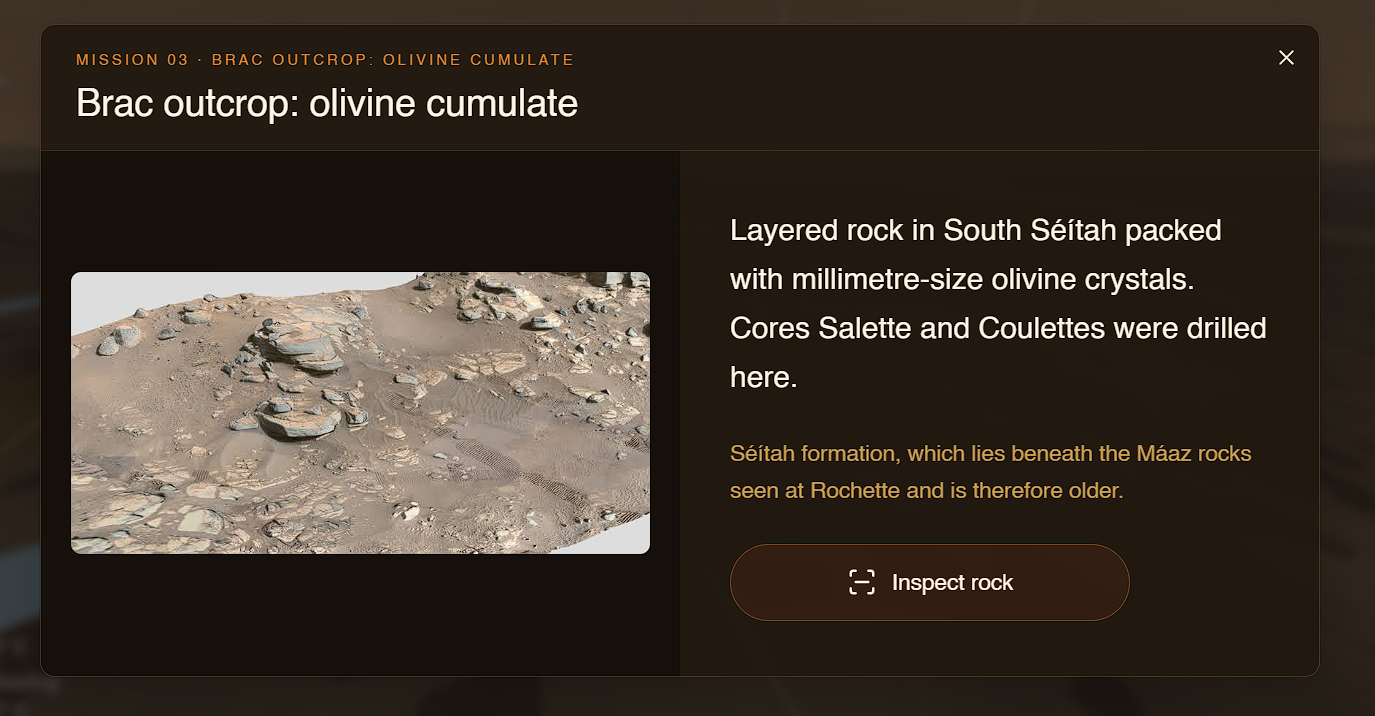 MISSION 03 · BRAC OUTCROP: OLIVINE CUMULATE
Brac outcrop: olivine cumulate
Layered rock in South Séítah packed
with millimetre-size olivine crystals.
Cores Salette and Coulettes were drilled
here.
Séítah formation, which lies beneath the Máaz rocks
seen at Rochette and is therefore older.
Inspect rock